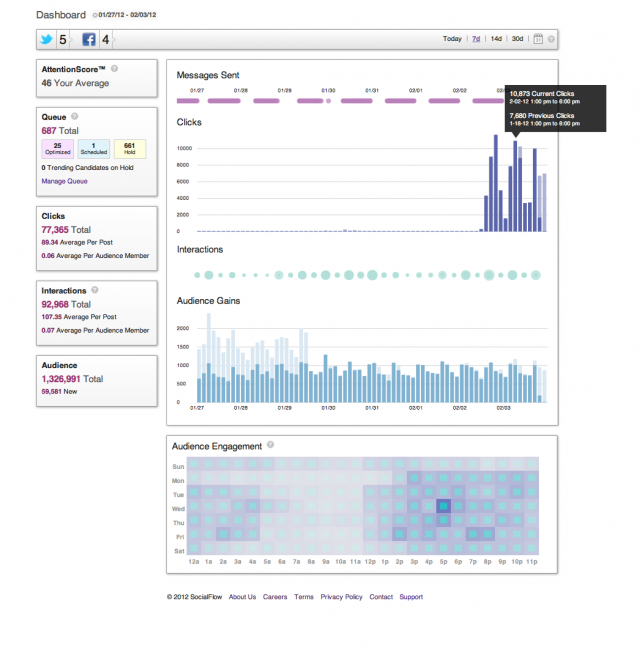 Dashboard 01/27/12 - 02/03/12
5 4 Today 7d 14d 30d
AttentionScore™ ?
46 Your Average
Queue ?
687 Total
25 Optimized
1 Scheduled
661 Hold
0 Trending Candidates on Hold
Manage Queue
Clicks
77,365 Total
89.34 Average Per Post
0.06 Average Per Audience Member
Interactions ?
92,968 Total
107.35 Average Per Post
0.07 Average Per Audience Member
Audience
1,326,991 Total
59,581 New
Messages Sent
01/27 01/28 01/29 01/30 01/31 02/01 02/02
10,873 Current Clicks
2-02-12 1:00 pm to 6:00 pm
7,680 Previous Clicks
1-18-12 1:00 pm to 6:00 pm
Clicks
10000
8000
6000
4000
2000
0
Interactions
Audience Gains
2000
1500
1000
500
0
01/27 01/28 01/29 01/30 01/31 02/01 02/02 02/03
Audience Engagement ?
Sun
Mon
Tue
Wed
Thu
Fri
Sat
12a 1a 2a 3a 4a 5a 6a 7a 8a 9a 10a 11a 12p 1p 2p 3p 4p 5p 6p 7p 8p 9p 10p 11p
© 2012 SocialFlow About Us Careers Terms Privacy Policy Contact Support